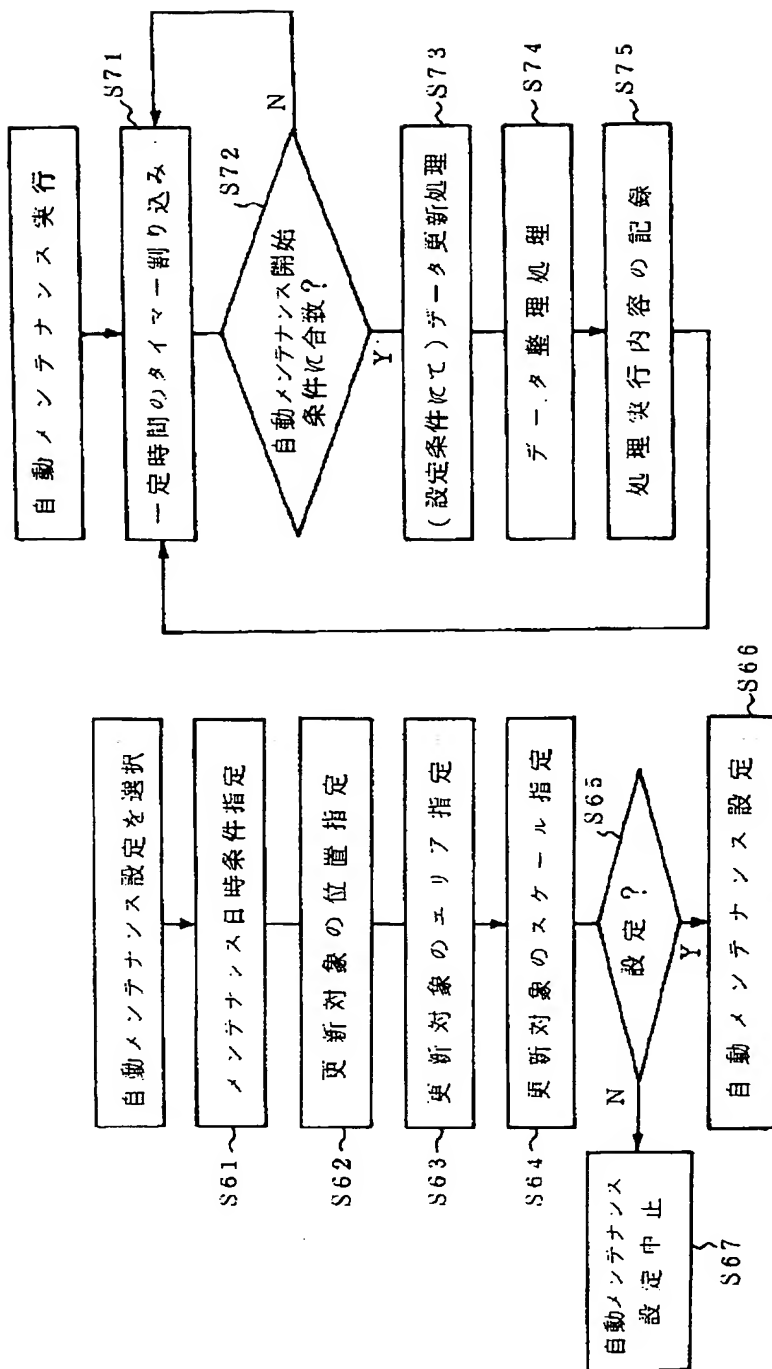 自動メンテナンス設定を選択
メンテナンス日時条件指定
S61
更新対象の位置指定
S62
更新対象のエリア指定
S63
更新対象のスケール指定
S64
設定?
S65
N
Y
自動メンテナンス
設定中止
S67
自動メンテナンス設定
S66
自動メンテナンス実行
一定時間のタイマー割り込み
S71
自動メンテナンス開始
条件に合致?
S72
N
Y
(設定条件にて)データ更新処理
S73
データ整理処理
S74
処理実行内容の記録
S75